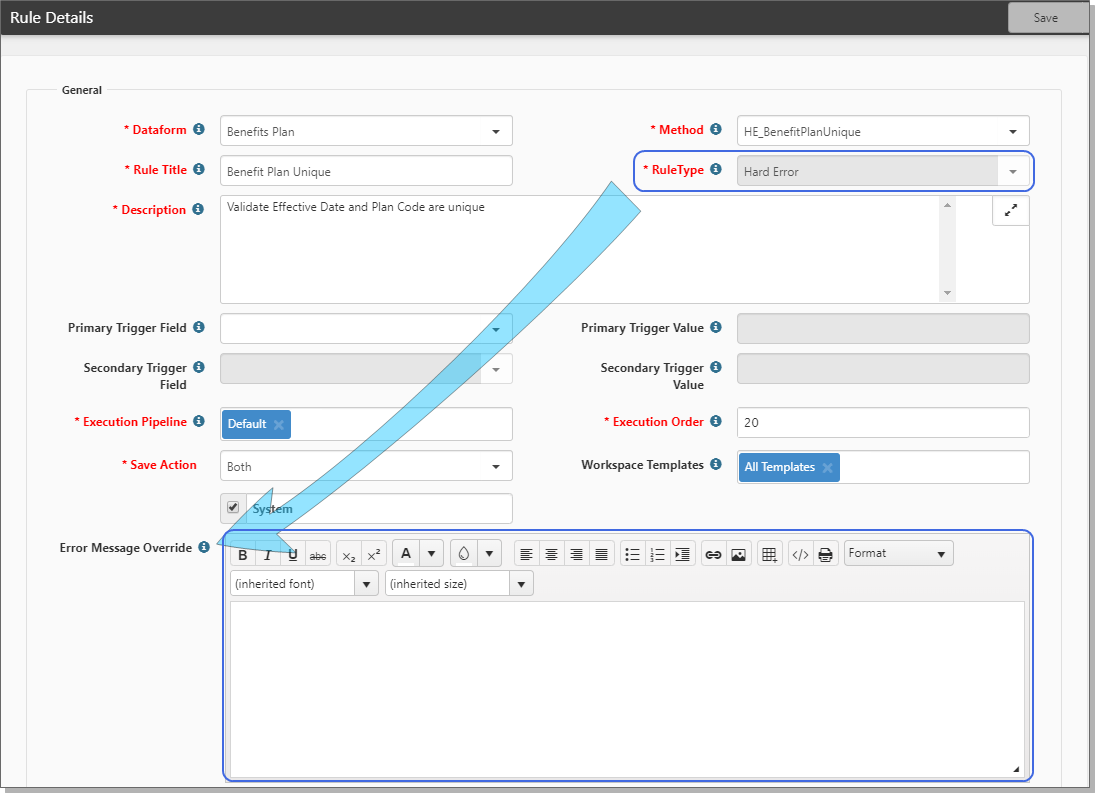 Rule Details
Save
General
* Dataform Benefits Plan
* Method HE_BenefitPlanUnique
* Rule Title Benefit Plan Unique
* RuleType Hard Error
* Description Validate Effective Date and Plan Code are unique
Primary Trigger Field
Primary Trigger Value
Secondary Trigger
Field
Secondary Trigger
Value
* Execution Pipeline Default
* Execution Order 20
* Save Action Both
Workspace Templates All Templates
System
Error Message Override
B I U abc x₂ x² A Format
(inherited font) (inherited size)